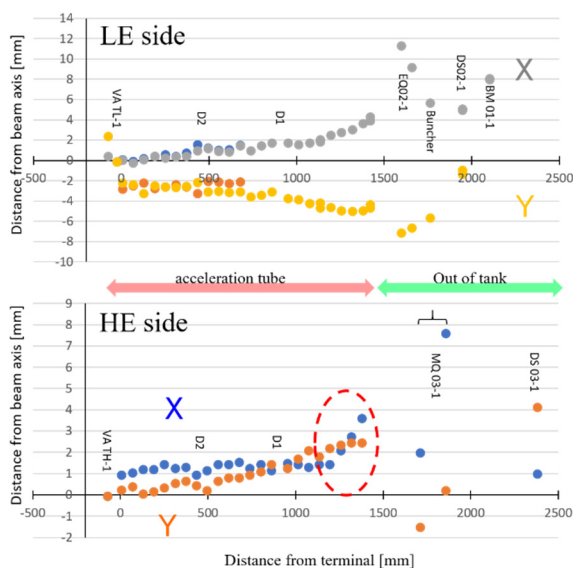 LE side
Distance from beam axis [mm]
14
12
10
8
6
4
2
0
-2
-4
-6
-8
-10
-500
0
500
1000
1500
2000
2500
VA TL-1
D2
D1
EQ02-1
Buncher
DS02-1
BM 01-1
X
Y
acceleration tube
Out of tank
HE side
Distance from beam axis [mm]
9
8
7
6
5
4
3
2
1
0
-1
-2
-500
0
500
1000
1500
2000
2500
VA TH-1
D2
D1
MQ 03-1
DS 03-1
X
Y
Distance from terminal [mm]